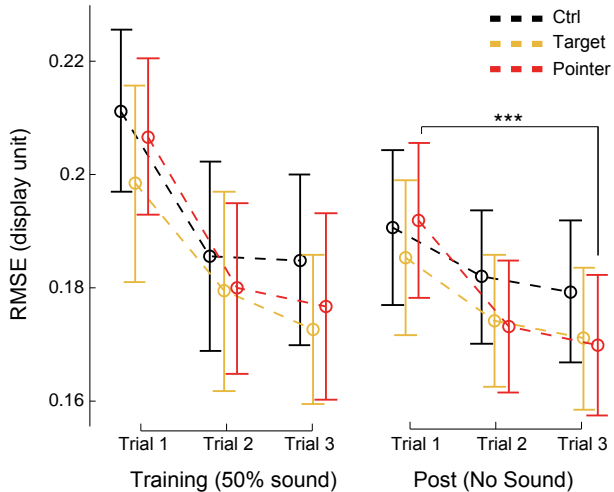 Ctrl
Target
Pointer
RMSE (display unit)
0.22
0.2
0.18
0.16
***
Trial 1 Trial 2 Trial 3
Training (50% sound)
Trial 1 Trial 2 Trial 3
Post (No Sound)